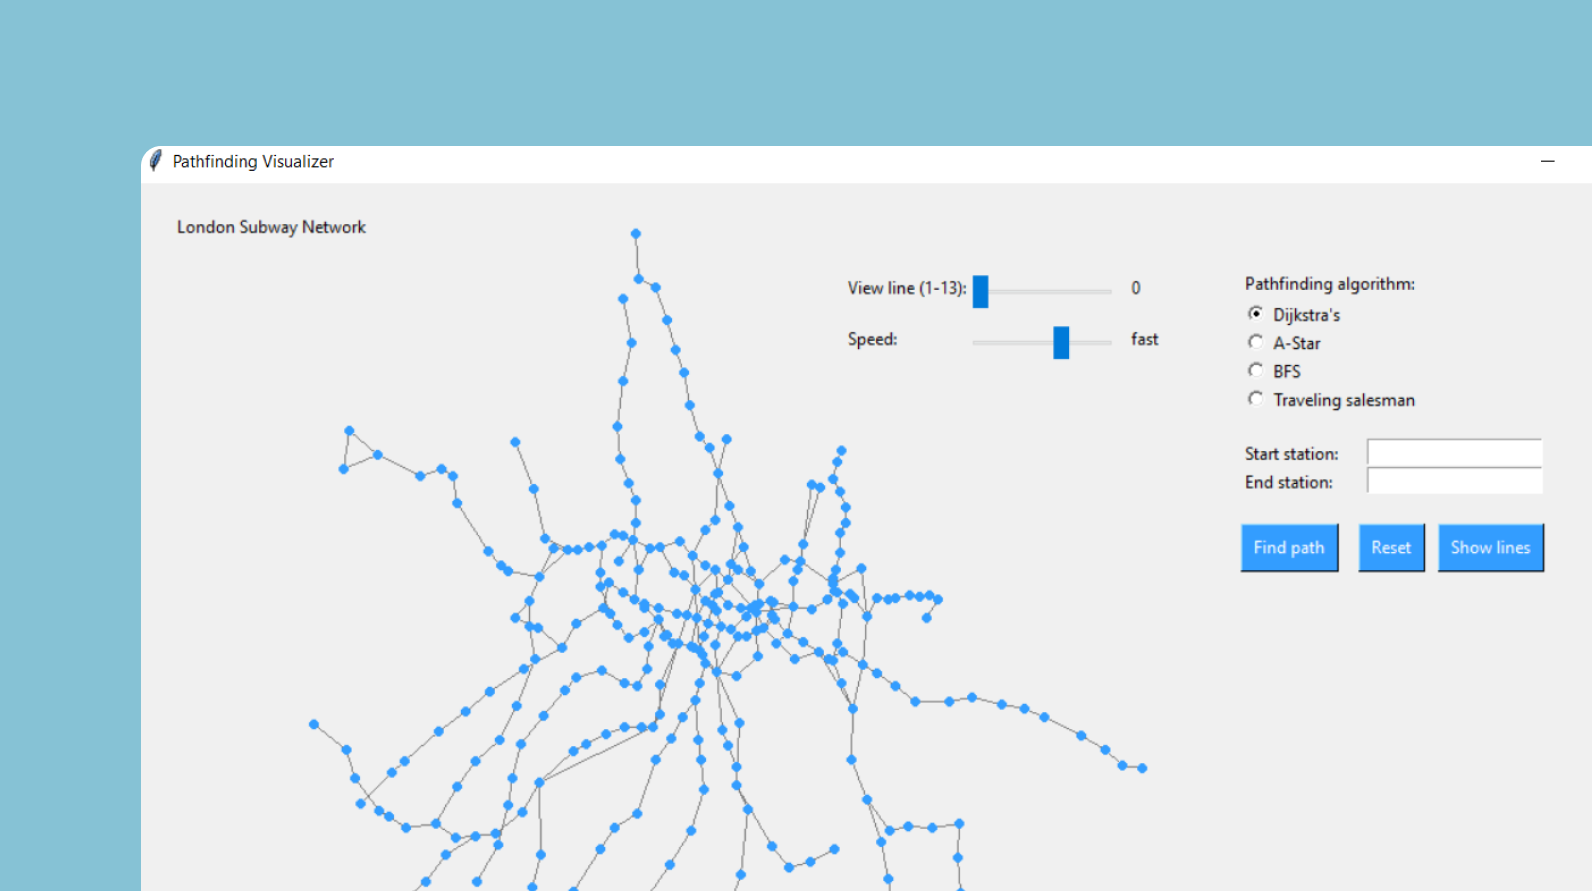 Pathfinding Visualizer
London Subway Network
View line (1-13): 0
Speed: fast
Pathfinding algorithm:
Dijkstra's
A-Star
BFS
Traveling salesman
Start station:
End station:
Find path Reset Show lines